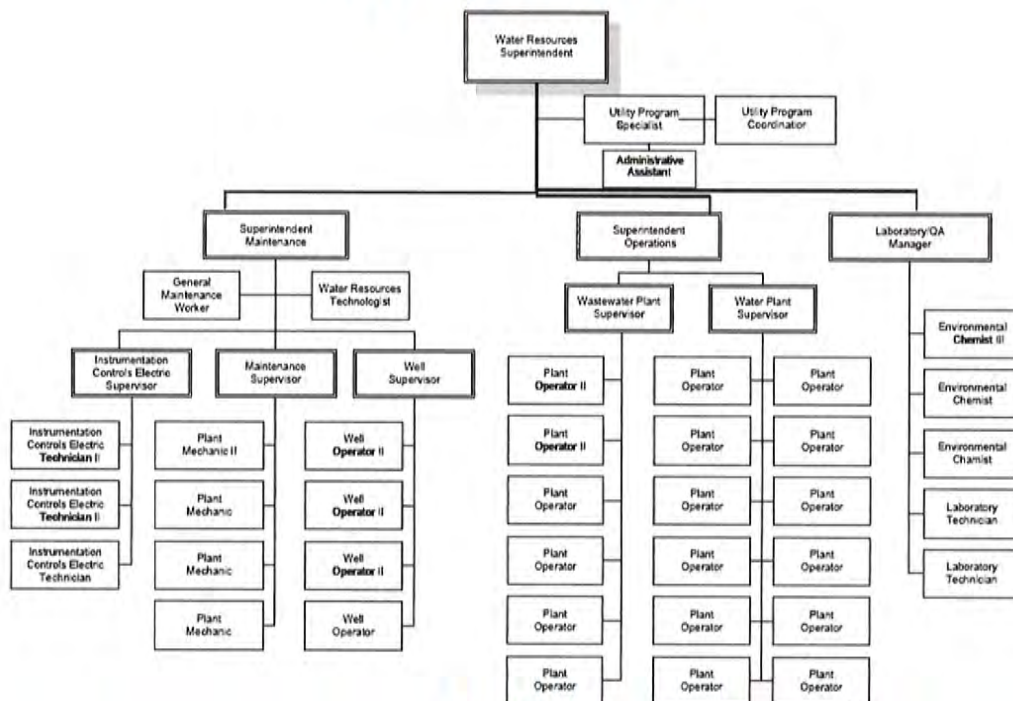 Water Resources
Superintendent
Utility Program
Specialist
Utility Program
Coordinator
Administrative
Assistant
Superintendent
Maintenance
Superintendent
Operations
Laboratory/QA
Manager
General
Maintenance
Worker
Water Resources
Technologist
Wastewater Plant
Supervisor
Water Plant
Supervisor
Instrumentation
Controls Electric
Supervisor
Maintenance
Supervisor
Well
Supervisor
Instrumentation
Controls Electric
Technician II
Instrumentation
Controls Electric
Technician II
Instrumentation
Controls Electric
Technician
Plant
Mechanic II
Plant
Mechanic
Plant
Mechanic
Plant
Mechanic
Well
Operator II
Well
Operator II
Well
Operator II
Well
Operator
Plant
Operator II
Plant
Operator II
Plant
Operator
Plant
Operator
Plant
Operator
Plant
Operator
Plant
Operator
Plant
Operator
Plant
Operator
Plant
Operator
Plant
Operator
Plant
Operator
Plant
Operator
Plant
Operator
Plant
Operator
Plant
Operator
Plant
Operator
Plant
Operator
Environmental
Chemist III
Environmental
Chemist
Environmental
Chemist
Laboratory
Technician
Laboratory
Technician